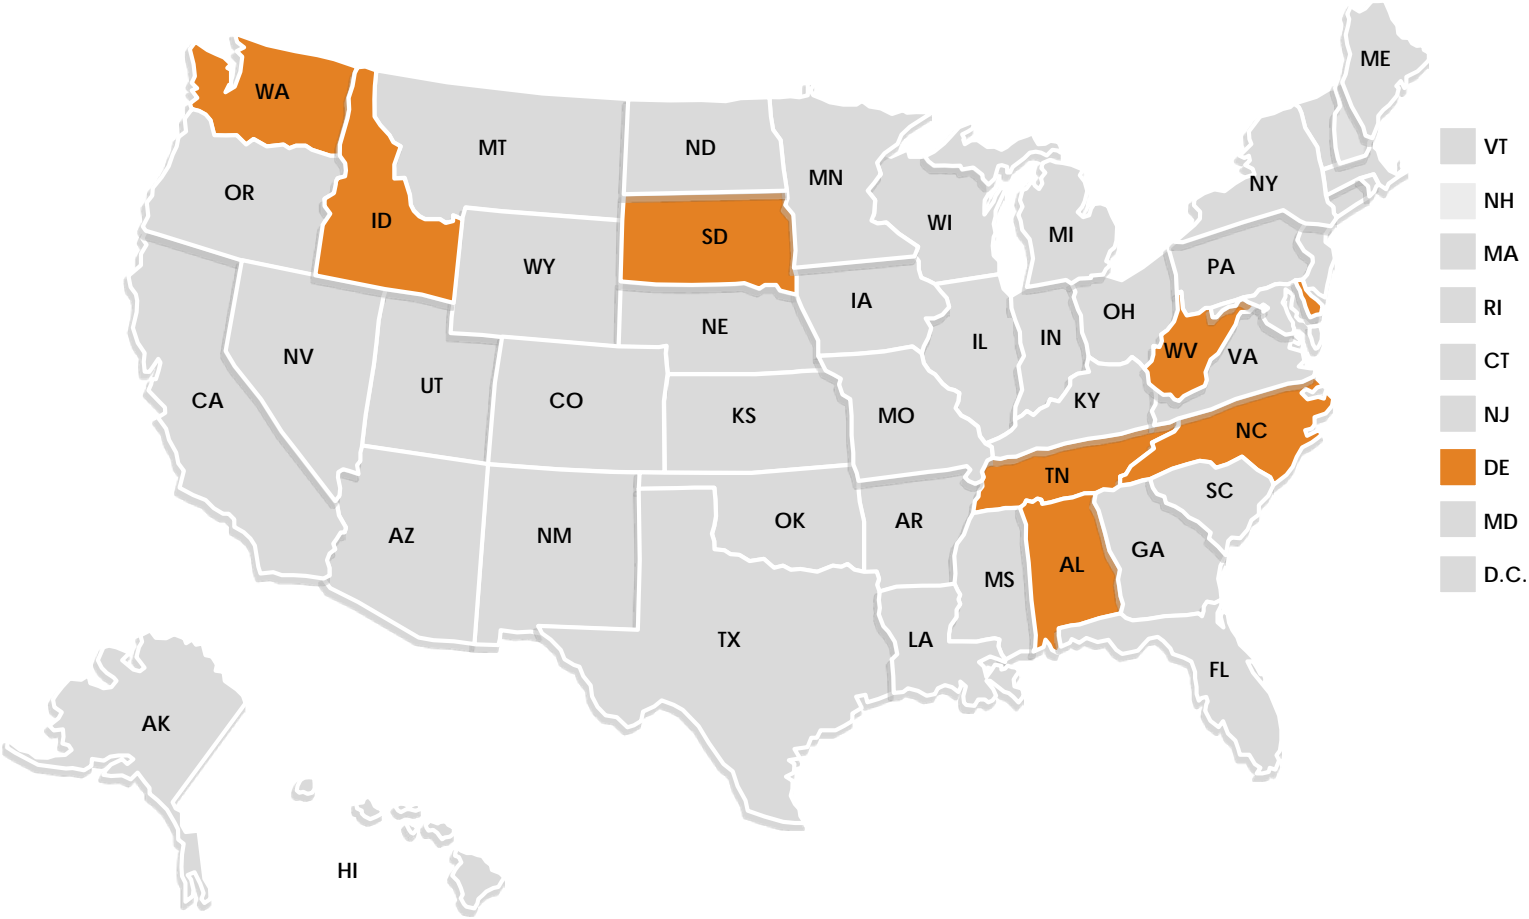 ME
WA
MT
ND
VT
MN
NY
OR
NH
ID
WI
SD
MI
MA
WY
PA
IA
RI
OH
NE
IN
IL
WV
VA
NV
CT
UT
CA
CO
KY
KS
MO
NJ
NC
DE
TN
SC
OK
AR
MD
AZ
NM
GA
AL
D.C.
MS
TX
LA
FL
AK
HI